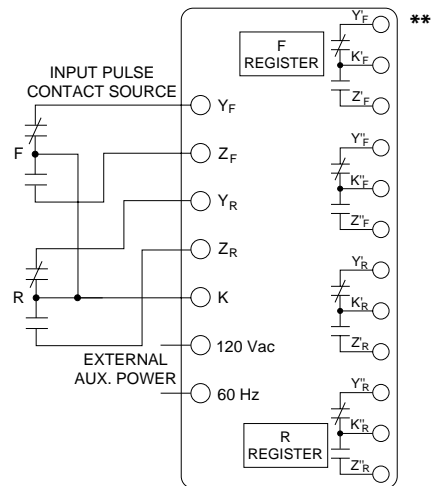 **
F
REGISTER
Y'F
K'F
Z'F
INPUT PULSE
CONTACT SOURCE
YF
F
ZF
Y"F
K"F
Z"F
YR
ZR
Y'R
K'R
Z'R
R
K
EXTERNAL
AUX. POWER
120 Vac
60 Hz
R
REGISTER
Y"R
K"R
Z"R